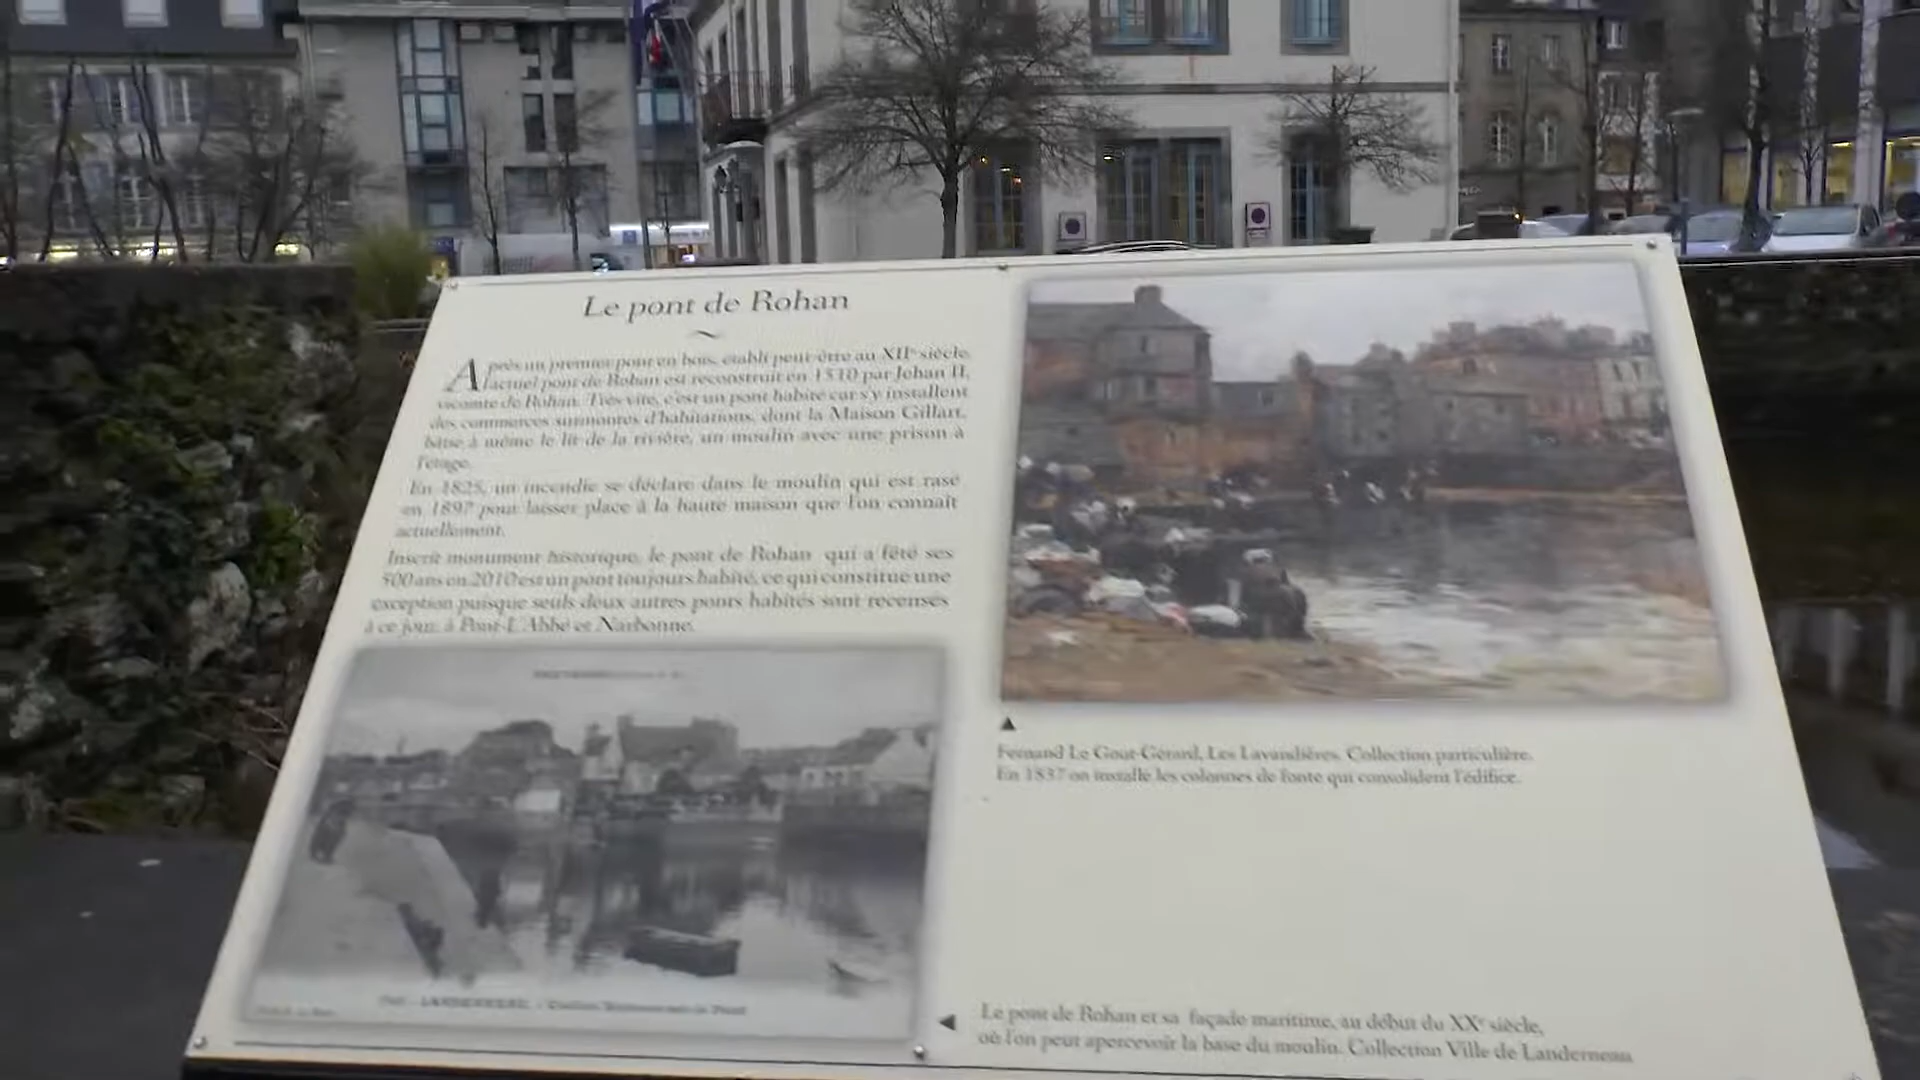 Le pont de Rohan
Après un premier pont en bois, établi peut-être au XIIe siècle,
l'actuel pont de Rohan est reconstruit en 1510 par Jehan II,
vicomte de Rohan. Très vite, c'est un pont habité car s'y installent
des commerces surmontés d'habitations, dont la Maison Gillart,
bâtie à même le lit de la rivière, un moulin avec une prison à
l'étage.
En 1825, un incendie se déclare dans le moulin qui est rasé
en 1897 pour laisser place à la haute maison que l'on connaît
actuellement.
Inscrit monument historique, le pont de Rohan qui a fêté ses
500 ans en 2010 est un pont toujours habité, ce qui constitue une
exception puisque seuls deux autres ponts habités sont recensés
à ce jour, à Pont-L'Abbé et Narbonne.
LANDERNEAU
Fernand Le Gout-Gérard, Les Lavandières. Collection particulière.
En 1837 on installe les colonnes de fonte qui consolident l'édifice.
Le pont de Rohan et sa façade maritime, au début du XXe siècle,
où l'on peut apercevoir la base du moulin. Collection Ville de Landerneau